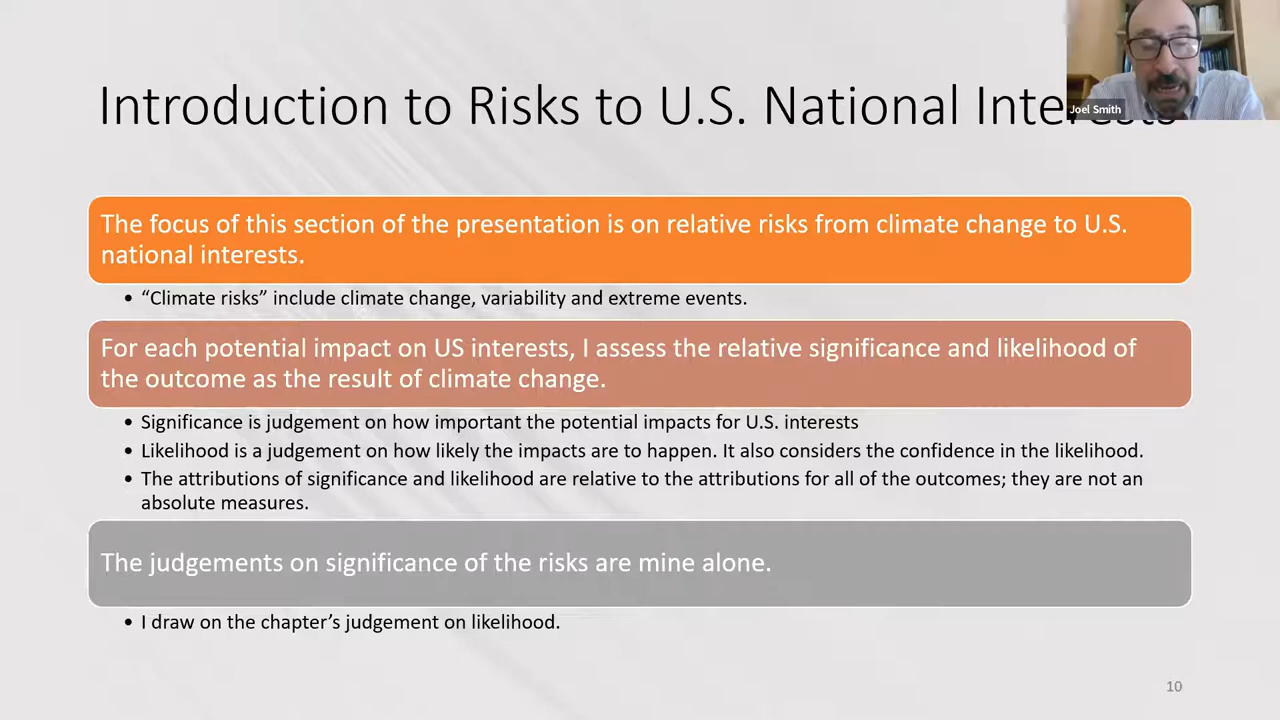 Introduction to Risks to U.S. National Interests
Joel Smith
The focus of this section of the presentation is on relative risks from climate change to U.S.
national interests.
• “Climate risks” include climate change, variability and extreme events.
For each potential impact on US interests, I assess the relative significance and likelihood of
the outcome as the result of climate change.
• Significance is judgement on how important the potential impacts for U.S. interests
• Likelihood is a judgement on how likely the impacts are to happen. It also considers the confidence in the likelihood.
• The attributions of significance and likelihood are relative to the attributions for all of the outcomes; they are not an
absolute measures.
The judgements on significance of the risks are mine alone.
• I draw on the chapter’s judgement on likelihood.
10